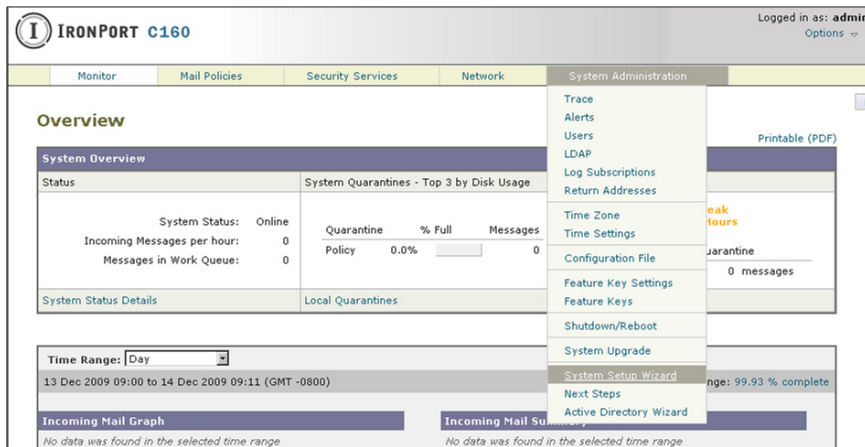 IRONPORT C160
Logged in as: admin
Options
Monitor Mail Policies Security Services Network System Administration
Overview
Printable (PDF)
System Overview
Status
System Status: Online
Incoming Messages per hour: 0
Messages in Work Queue: 0
System Status Details
System Quarantines - Top 3 by Disk Usage
Quarantine % Full Messages
Policy 0.0% 0
Local Quarantines
0 messages
Trace
Alerts
Users
LDAP
Log Subscriptions
Return Addresses
Time Zone
Time Settings
Configuration File
Feature Key Settings
Feature Keys
Shutdown/Reboot
System Upgrade
System Setup Wizard
Next Steps
Active Directory Wizard
Time Range: Day
13 Dec 2009 09:00 to 14 Dec 2009 09:11 (GMT -0800)
99.93 % complete
Incoming Mail Graph
No data was found in the selected time range
Incoming Mail Summary
No data was found in the selected time range